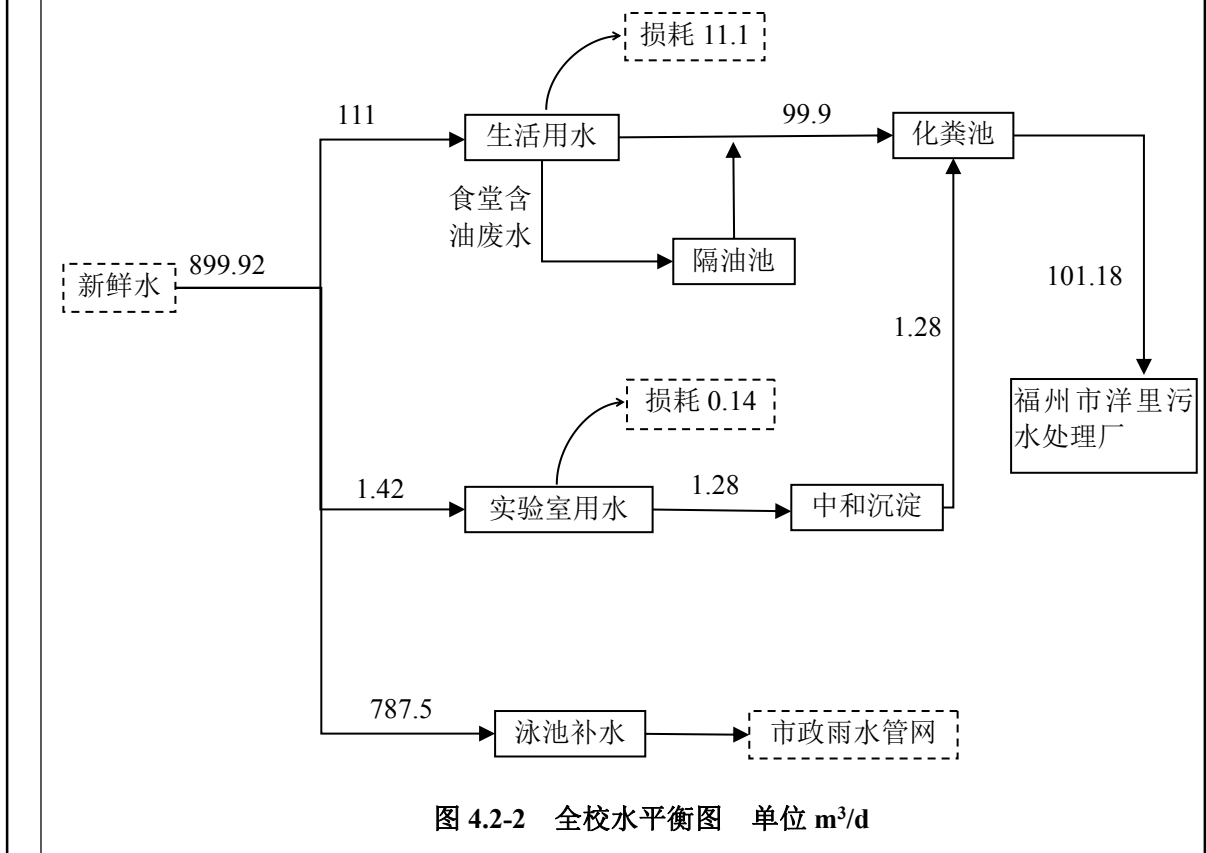 损耗 11.1
111
生活用水
99.9
化粪池
食堂含
油废水
隔油池
899.92
新鲜水
101.18
1.28
损耗 0.14
福州市洋里污
水处理厂
1.42
实验室用水
1.28
中和沉淀
787.5
泳池补水
市政雨水管网
图 4.2-2 全校水平衡图 单位 m³/d